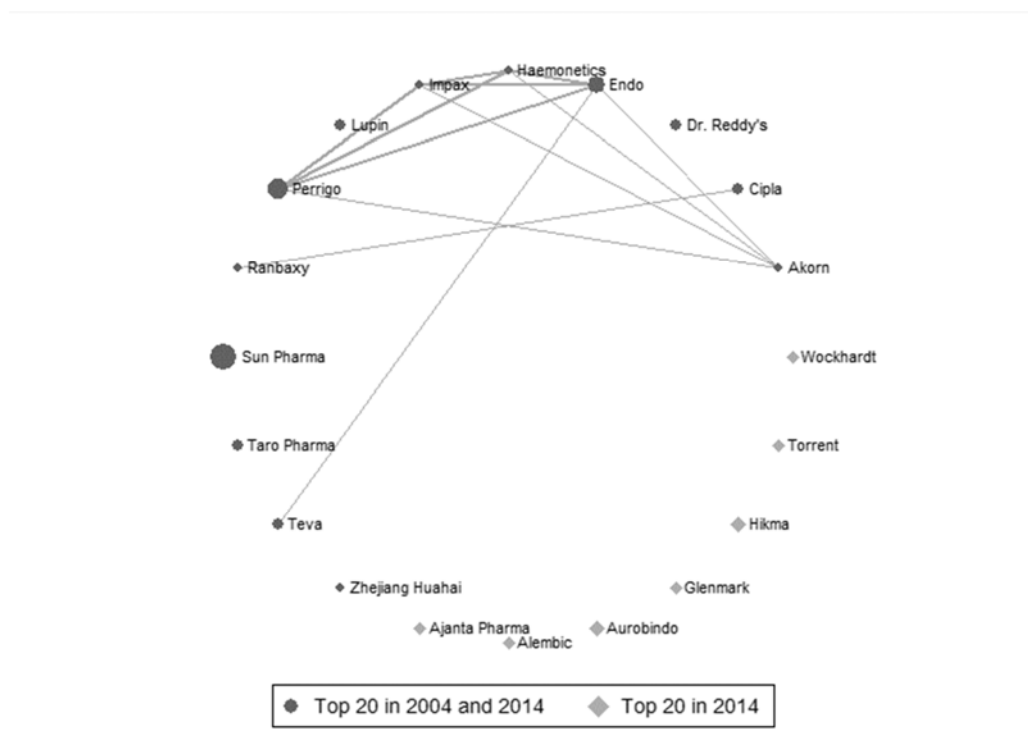 Haemonetics
Impax
Endo
Lupin
Dr. Reddy's
Perrigo
Cipla
Ranbaxy
Akorn
Sun Pharma
Wockhardt
Taro Pharma
Torrent
Teva
Hikma
Zhejiang Huahai
Glenmark
Ajanta Pharma
Aurobindo
Alembic
Top 20 in 2004 and 2014
Top 20 in 2014